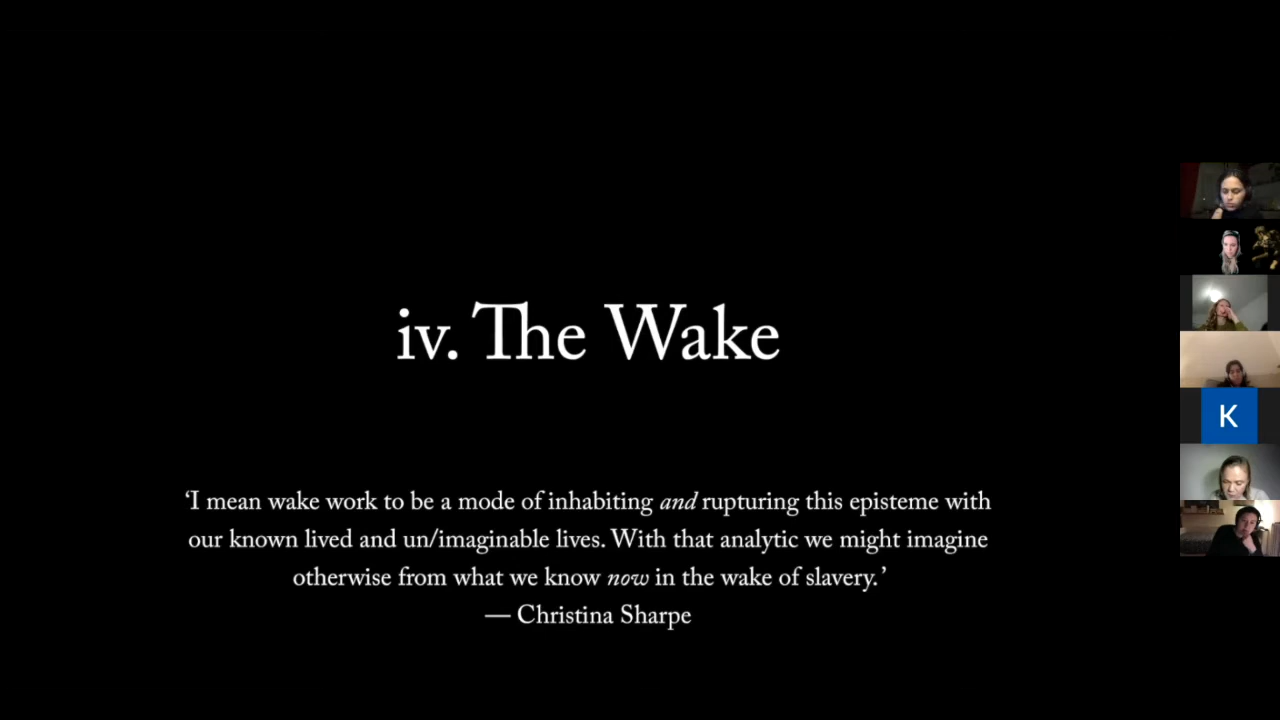 iv. The Wake
‘I mean wake work to be a mode of inhabiting and rupturing this episteme with
our known lived and un/imaginable lives. With that analytic we might imagine
otherwise from what we know now in the wake of slavery.’
— Christina Sharpe
K